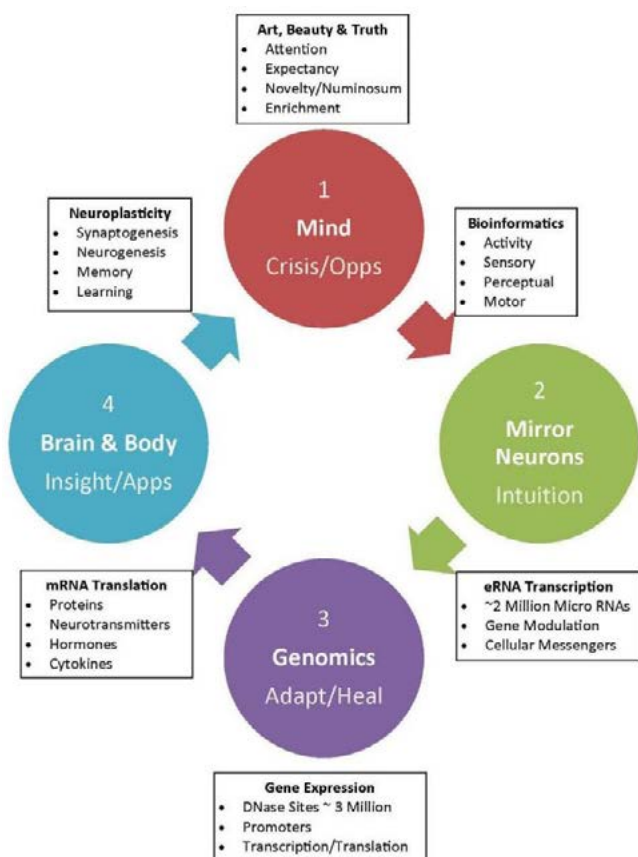 Art, Beauty & Truth
• Attention
• Expectancy
• Novelty/Numinosum
• Enrichment
1
Mind
Crisis/Opps
Neuroplasticity
• Synaptogenesis
• Neurogenesis
• Memory
• Learning
Bioinformatics
• Activity
• Sensory
• Perceptual
• Motor
4
Brain & Body
Insight/Apps
2
Mirror
Neurons
Intuition
mRNA Translation
• Proteins
• Neurotransmitters
• Hormones
• Cytokines
3
Genomics
Adapt/Heal
eRNA Transcription
• ~2 Million Micro RNAs
• Gene Modulation
• Cellular Messengers
Gene Expression
• DNase Sites ~ 3 Million
• Promoters
• Transcription/Translation